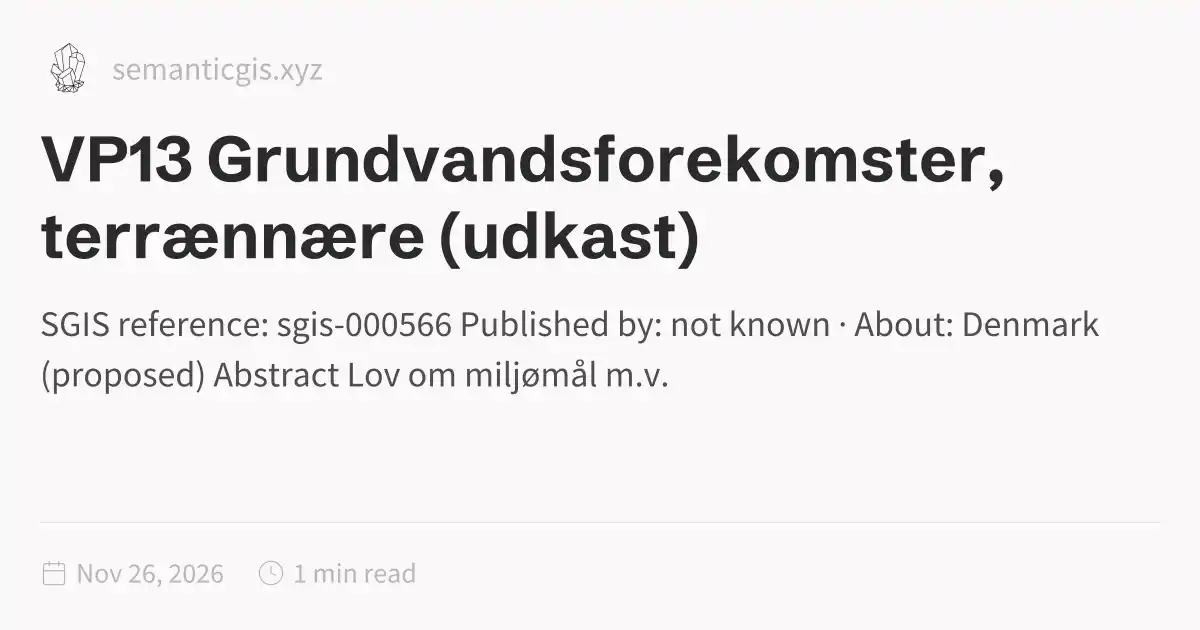 semanticgis.xyz
VP13 Grundvandsforekomster,
terrænnære (udkast)
SGIS reference: sgis-000566 Published by: not known · About: Denmark
(proposed) Abstract Lov om miljømål m.v.
Nov 26, 2026 1 min read